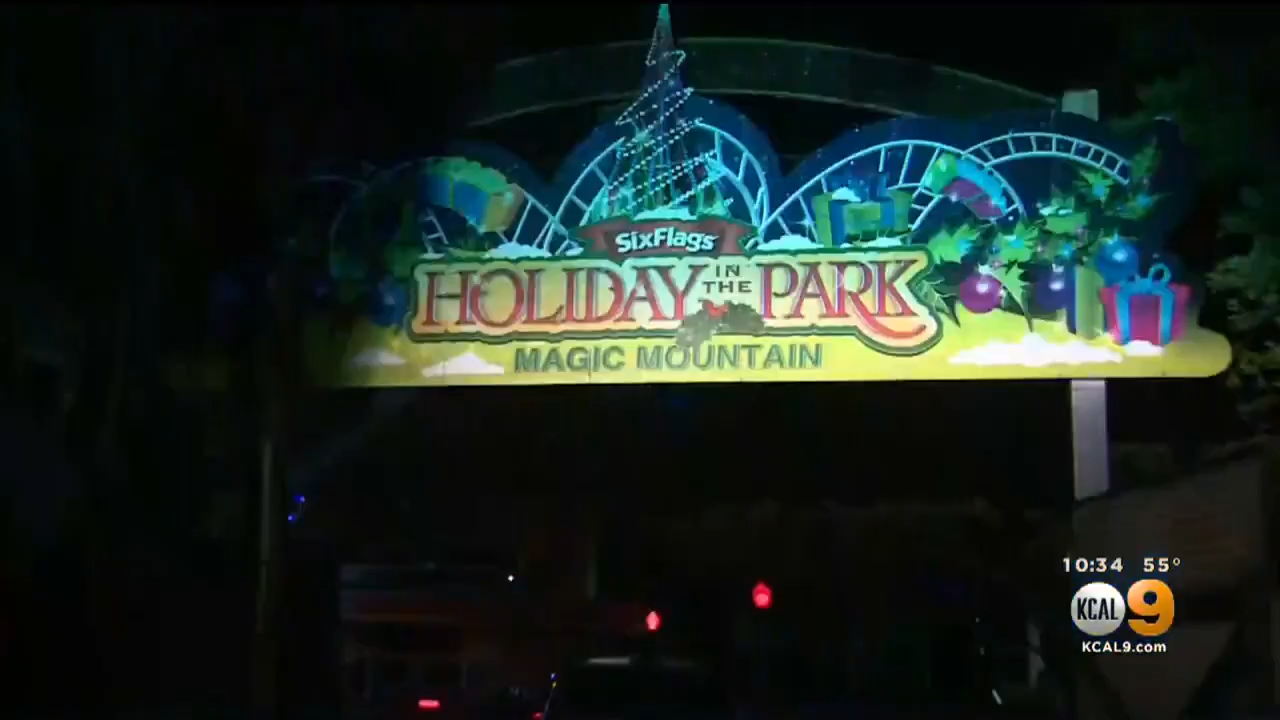 SixFlags
HOLIDAY IN THE PARK
MAGIC MOUNTAIN
10:34 55°
KCAL 9
KCAL9.com